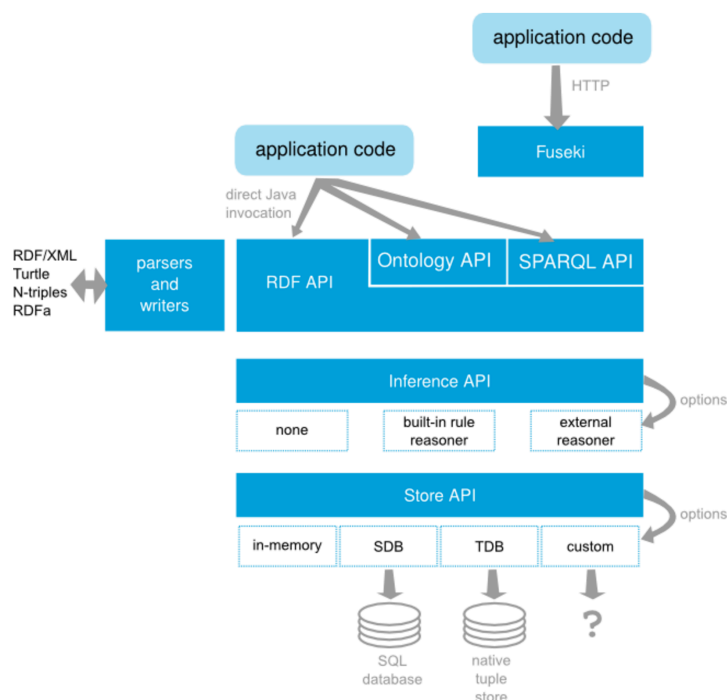 application code
HTTP
Fuseki
application code
direct Java
invocation
RDF/XML
Turtle
N-triples
RDFa
parsers
and
writers
RDF API
Ontology API
SPARQL API
Inference API
options
none
built-in rule
reasoner
external
reasoner
Store API
options
in-memory
SDB
TDB
custom
?
SQL
database
native
tuple
store